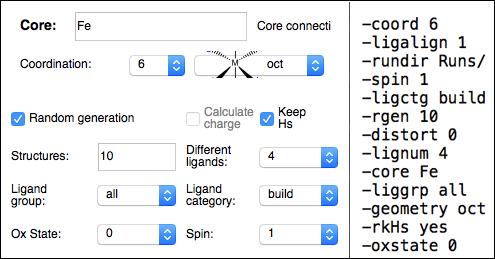 Core: Fe Core connecti
Coordination: 6 M oct
Random generation Calculate charge Keep Hs
Structures: 10 Different ligands: 4
Ligand group: all Ligand category: build
Ox State: 0 Spin: 1
-coord 6
-ligalign 1
-rundir Runs/
-spin 1
-ligctg build
-rgen 10
-distort 0
-lignum 4
-core Fe
-liggrp all
-geometry oct
-rkHs yes
-oxstate 0